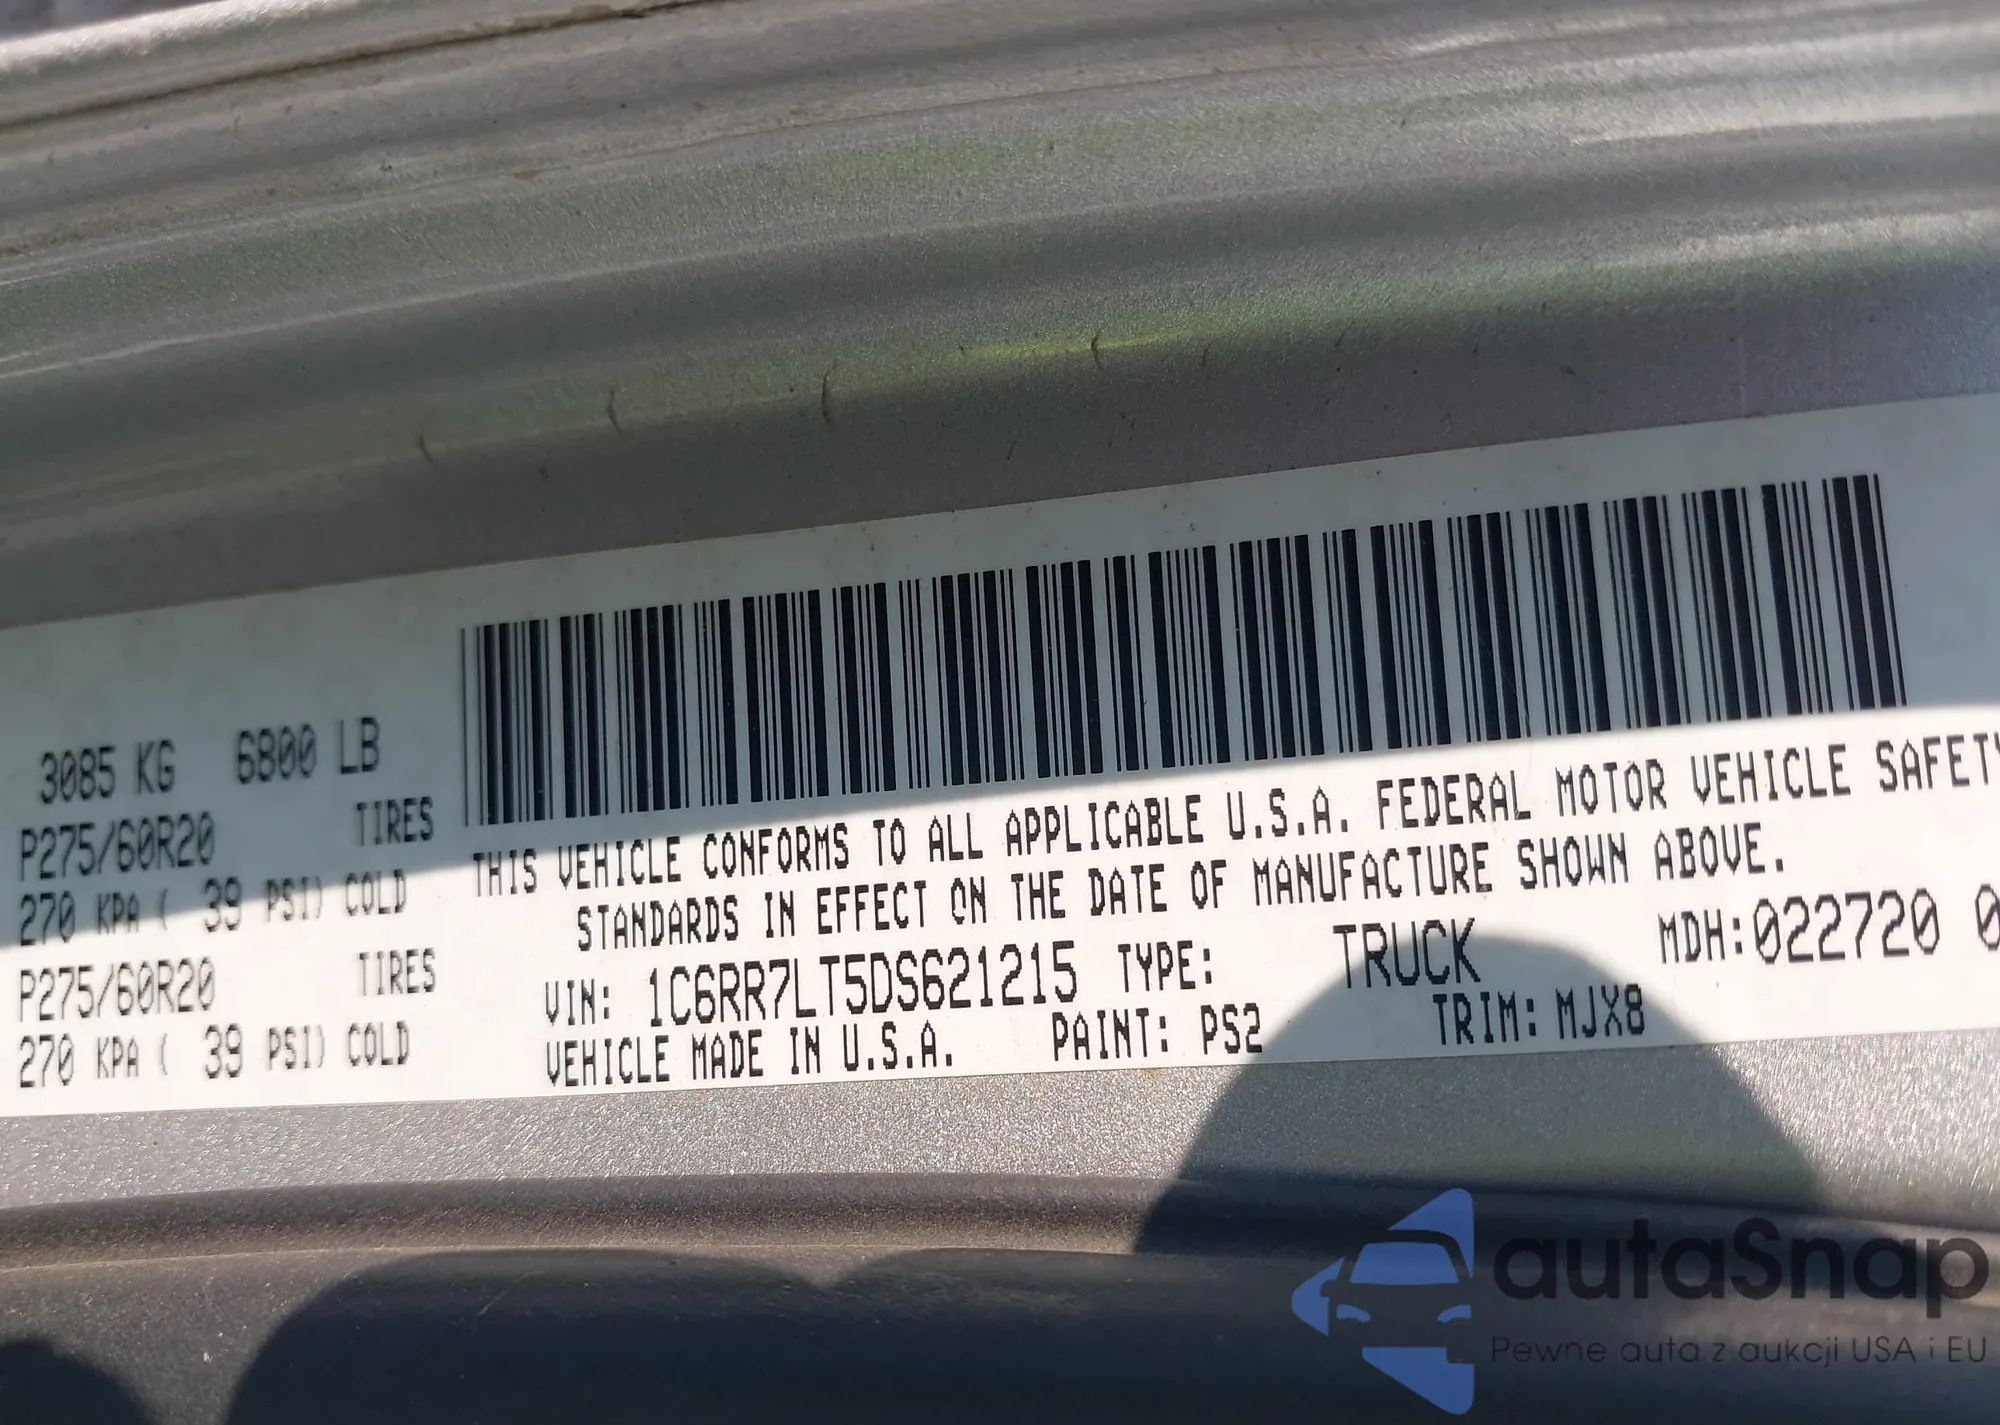 3085 KG 6800 LB
P275/60R20 TIRES
270 KPA ( 39 PSI) COLD
P275/60R20 TIRES
270 KPA ( 39 PSI) COLD
THIS VEHICLE CONFORMS TO ALL APPLICABLE U.S.A. FEDERAL MOTOR VEHICLE SAFETY
STANDARDS IN EFFECT ON THE DATE OF MANUFACTURE SHOWN ABOVE.
VIN: 1C6RR7LT5DS621215 TYPE: TRUCK MDH:022720 0
VEHICLE MADE IN U.S.A. PAINT: PS2 TRIM: MJX8
autaSnap
Pewne auta z aukcji USA i EU